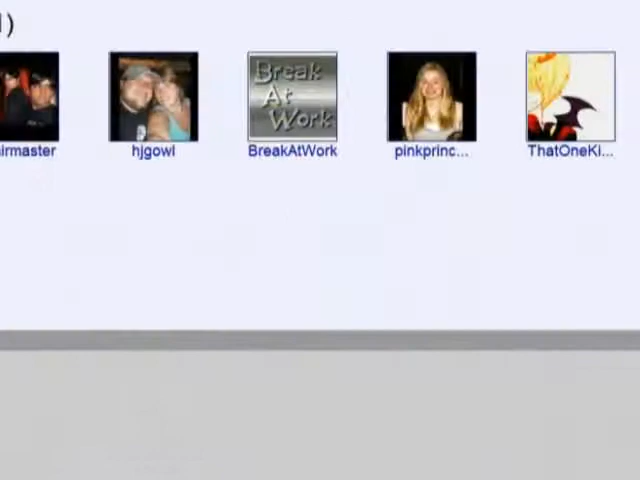 )
irmaster
hjgowl
Break
At
Work
BreakAtWork
pinkprinc...
ThatOneKi...